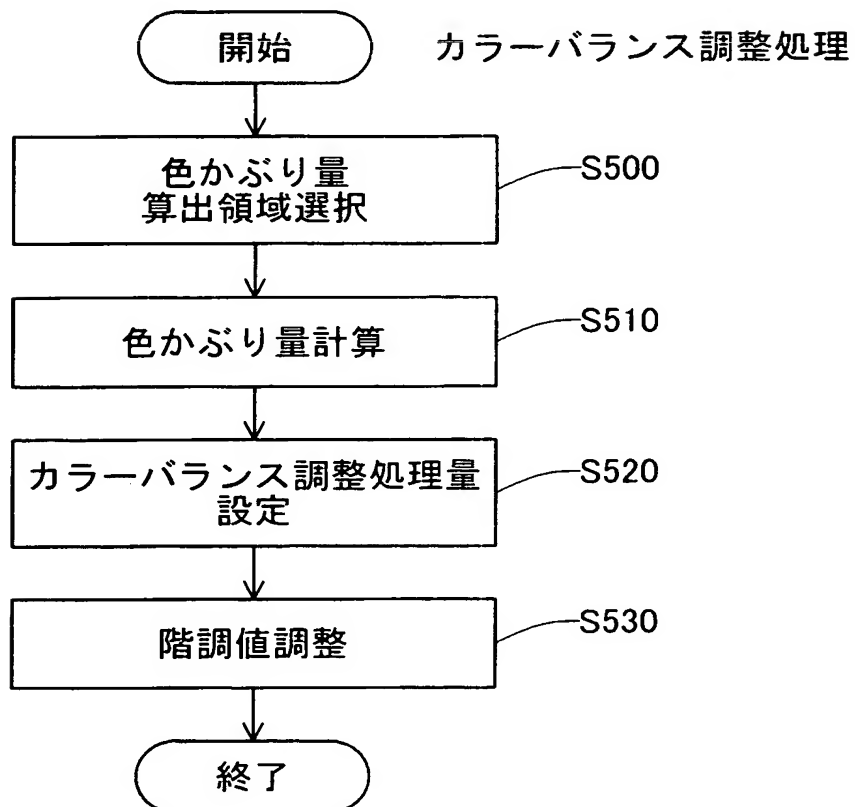 開始
カラーバランス調整処理
色かぶり量
算出領域選択
S500
色かぶり量計算
S510
カラーバランス調整処理量
設定
S520
階調値調整
S530
終了